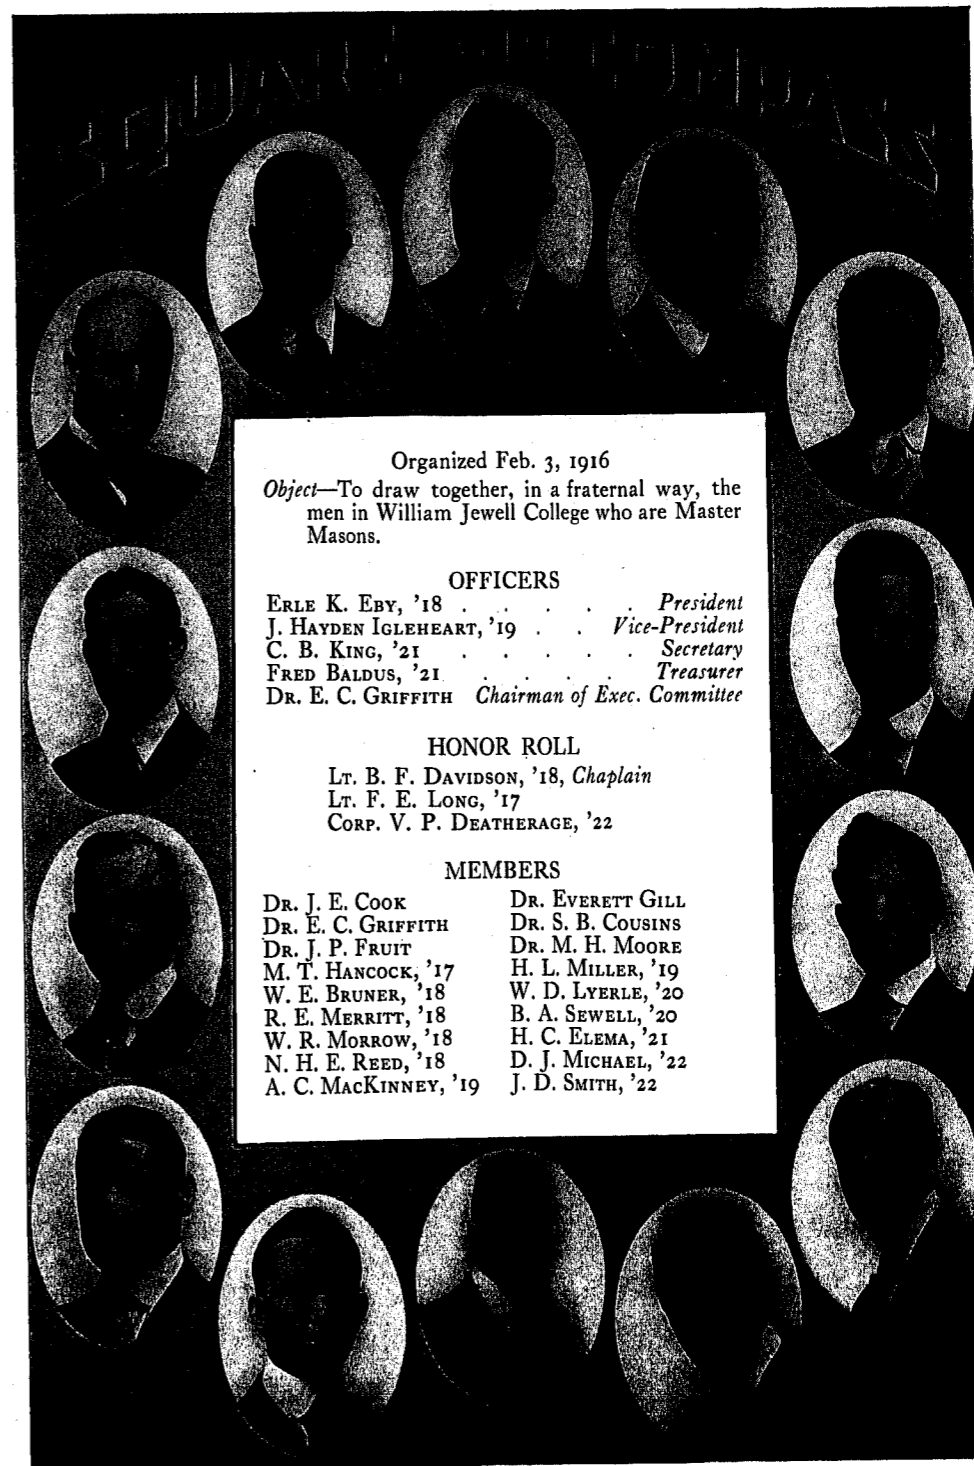 Organized Feb. 3, 1916
Object—To draw together, in a fraternal way, the
men in William Jewell College who are Master
Masons.
OFFICERS
ERLE K. EBY, '18 . . . . . President
J. HAYDEN IGLEHEART, '19 . . Vice-President
C. B. KING, '21 . . . . . Secretary
FRED BALDUS, '21 . . . . Treasurer
DR. E. C. GRIFFITH Chairman of Exec. Committee
HONOR ROLL
LT. B. F. DAVIDSON, '18, Chaplain
LT. F. E. LONG, '17
CORP. V. P. DEATHERAGE, '22
MEMBERS
DR. J. E. COOK
DR. E. C. GRIFFITH
DR. J. P. FRUIT
M. T. HANCOCK, '17
W. E. BRUNER, '18
R. E. MERRITT, '18
W. R. MORROW, '18
N. H. E. REED, '18
A. C. MACKINNEY, '19
DR. EVERETT GILL
DR. S. B. COUSINS
DR. M. H. MOORE
H. L. MILLER, '19
W. D. LYERLE, '20
B. A. SEWELL, '20
H. C. ELEMA, '21
D. J. MICHAEL, '22
J. D. SMITH, '22